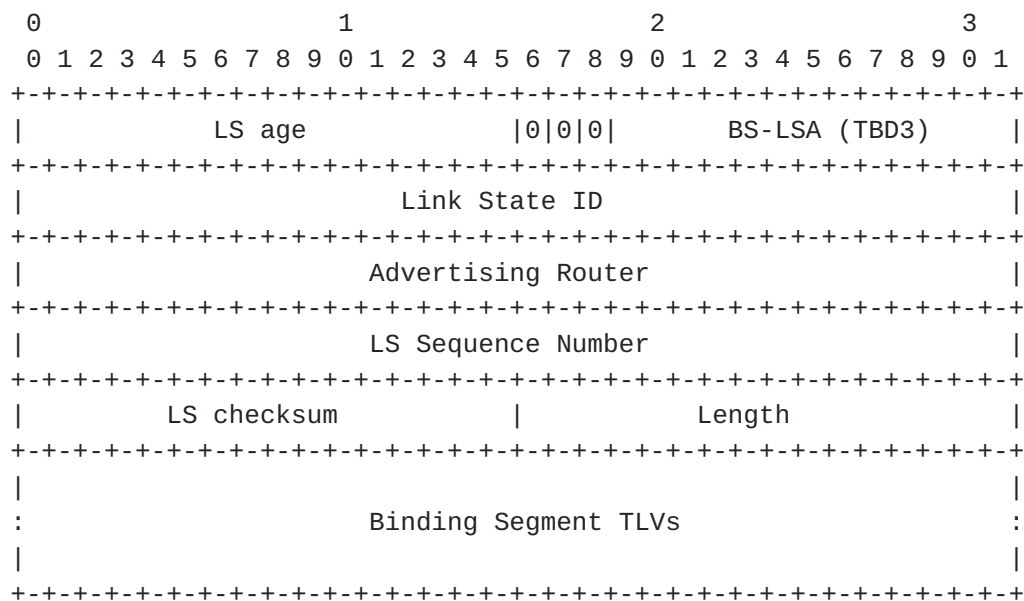 0                   1                   2                   3
 0 1 2 3 4 5 6 7 8 9 0 1 2 3 4 5 6 7 8 9 0 1 2 3 4 5 6 7 8 9 0 1
+-+-+-+-+-+-+-+-+-+-+-+-+-+-+-+-+-+-+-+-+-+-+-+-+-+-+-+-+-+-+-+-+
|            LS age             |0|0|0|       BS-LSA (TBD3)     |
+-+-+-+-+-+-+-+-+-+-+-+-+-+-+-+-+-+-+-+-+-+-+-+-+-+-+-+-+-+-+-+-+
|                        Link State ID                          |
+-+-+-+-+-+-+-+-+-+-+-+-+-+-+-+-+-+-+-+-+-+-+-+-+-+-+-+-+-+-+-+-+
|                      Advertising Router                       |
+-+-+-+-+-+-+-+-+-+-+-+-+-+-+-+-+-+-+-+-+-+-+-+-+-+-+-+-+-+-+-+-+
|                      LS Sequence Number                       |
+-+-+-+-+-+-+-+-+-+-+-+-+-+-+-+-+-+-+-+-+-+-+-+-+-+-+-+-+-+-+-+-+
|         LS checksum           |           Length              |
+-+-+-+-+-+-+-+-+-+-+-+-+-+-+-+-+-+-+-+-+-+-+-+-+-+-+-+-+-+-+-+-+
|                                                               |
:                      Binding Segment TLVs                     :
|                                                               |
+-+-+-+-+-+-+-+-+-+-+-+-+-+-+-+-+-+-+-+-+-+-+-+-+-+-+-+-+-+-+-+-+